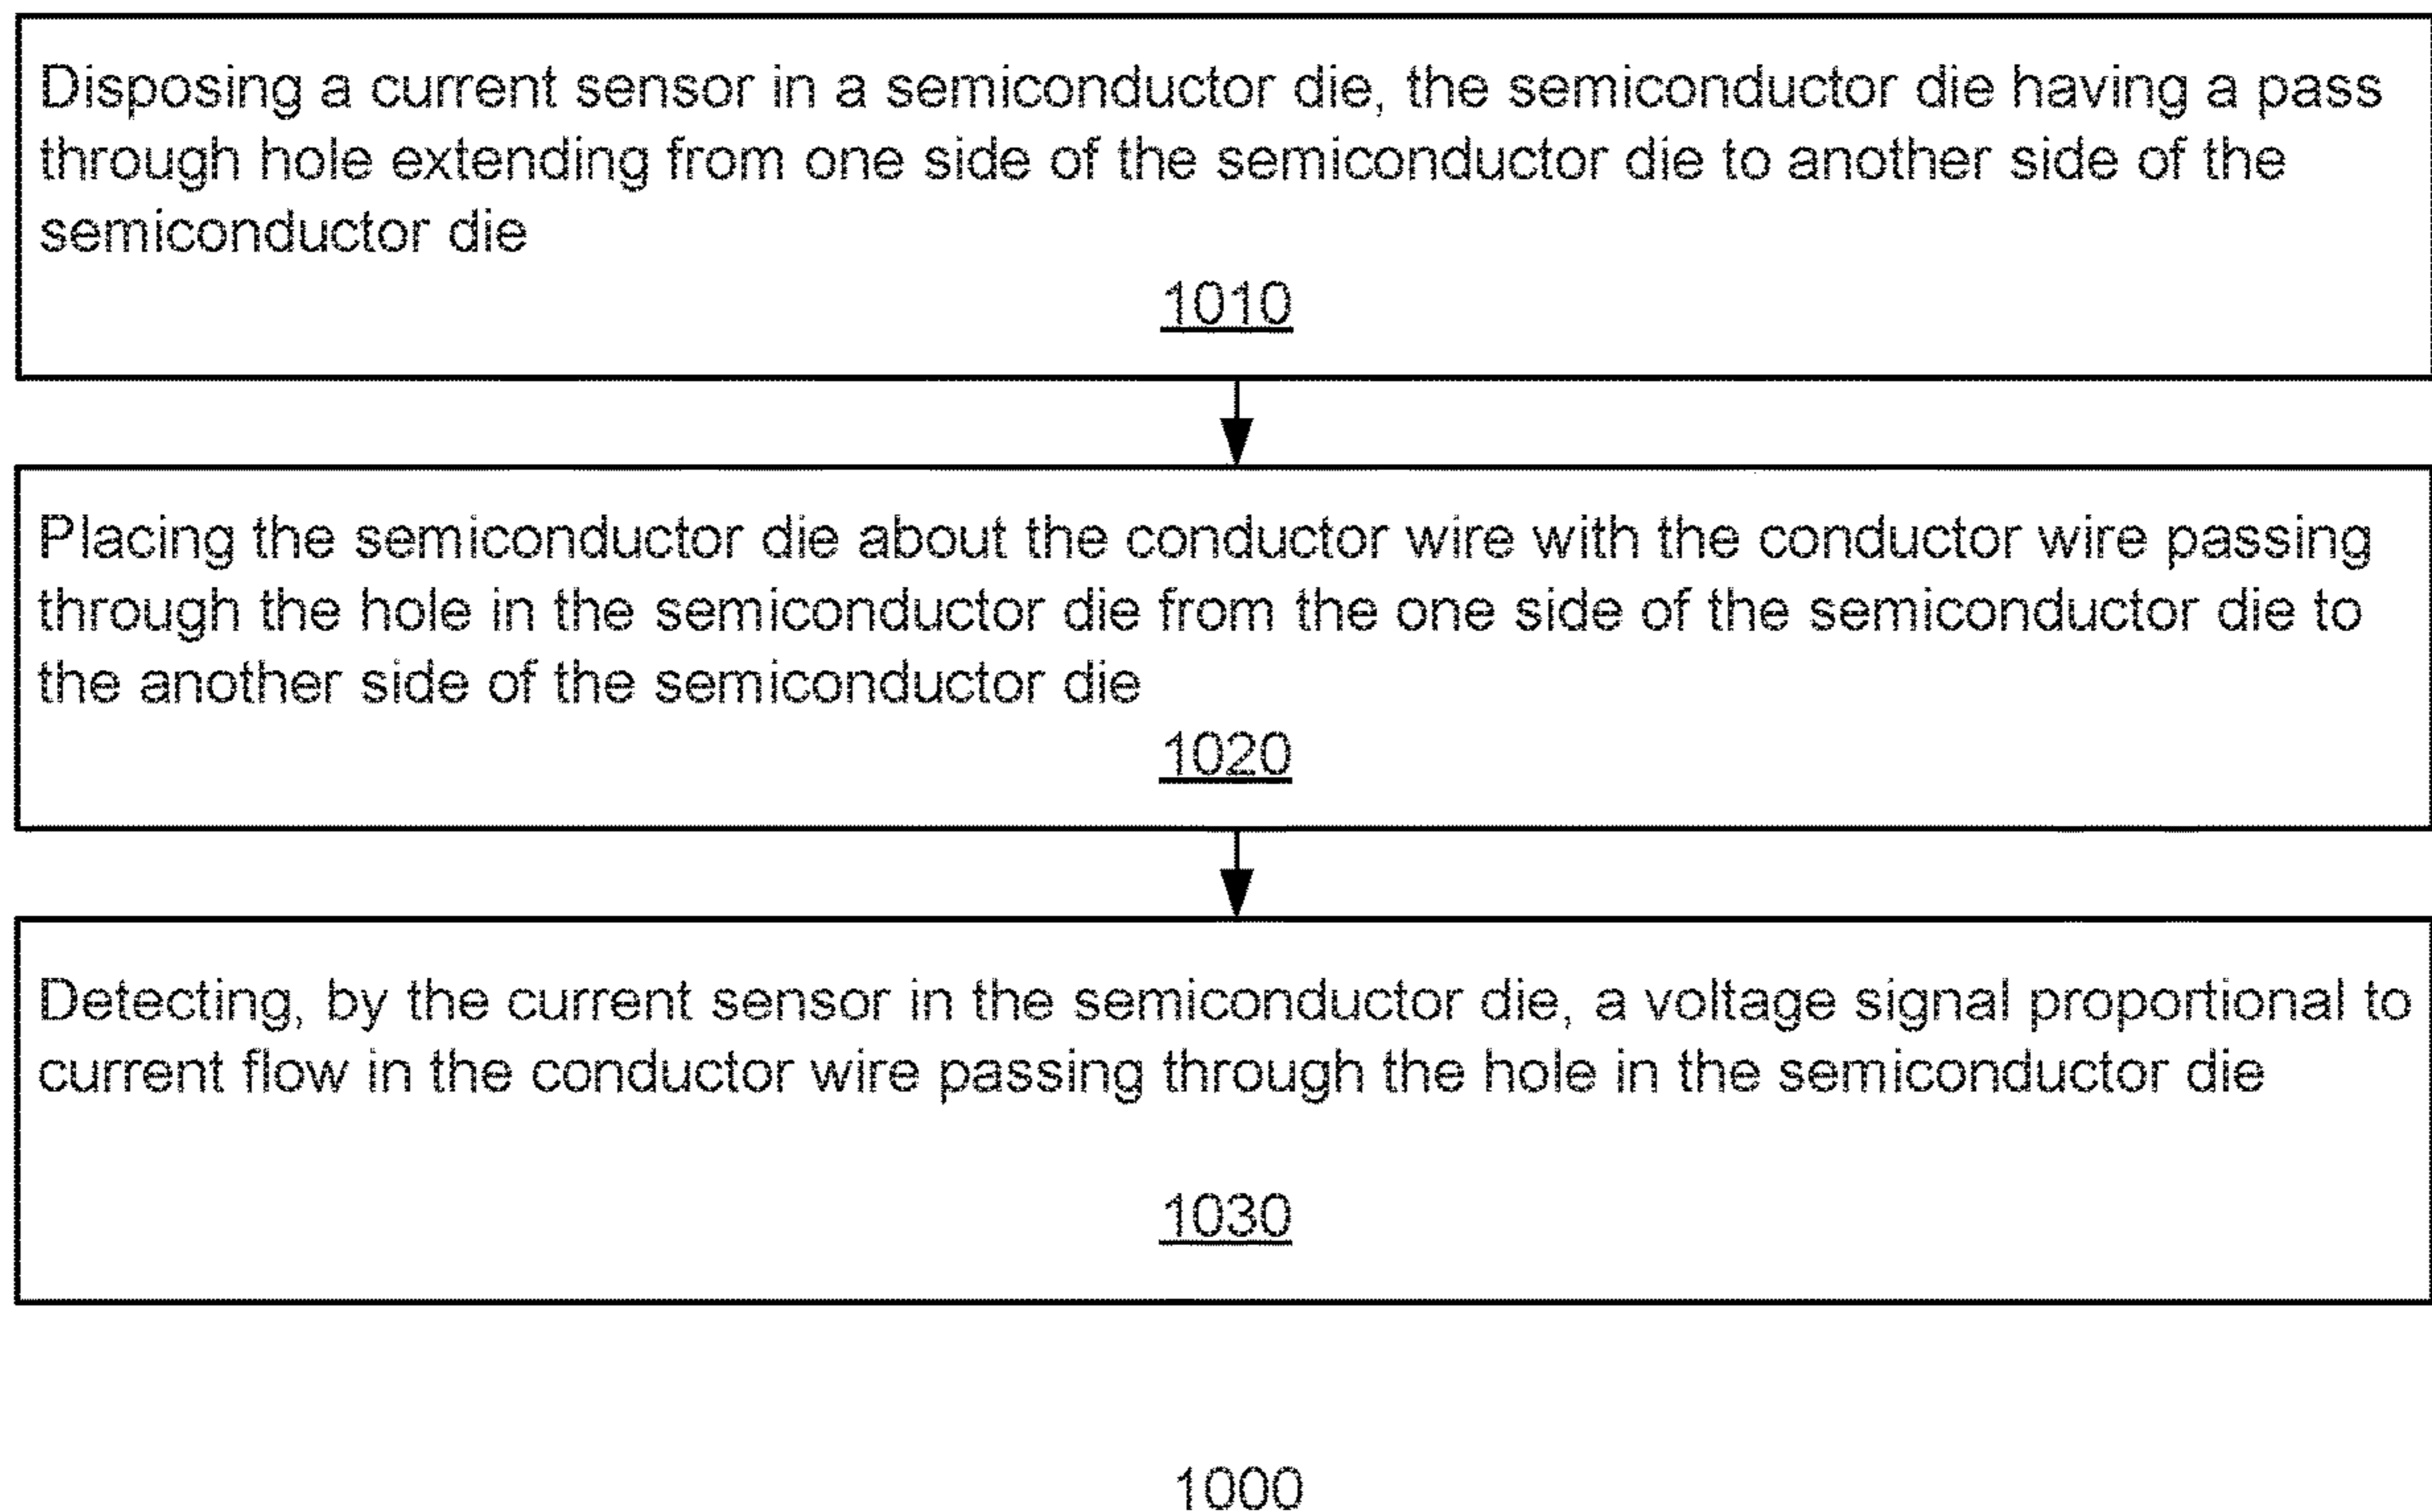 Disposing a current sensor in a semiconductor die, the semiconductor die having a pass
through hole extending from one side of the semiconductor die to another side of the
semiconductor die
1010
Placing the semiconductor die about the conductor wire with the conductor wire passing
through the hole in the semiconductor die from the one side of the semiconductor die to
the another side of the semiconductor die
1020
Detecting, by the current sensor in the semiconductor die, a voltage signal proportional to
current flow in the conductor wire passing through the hole in the semiconductor die
1030
1000